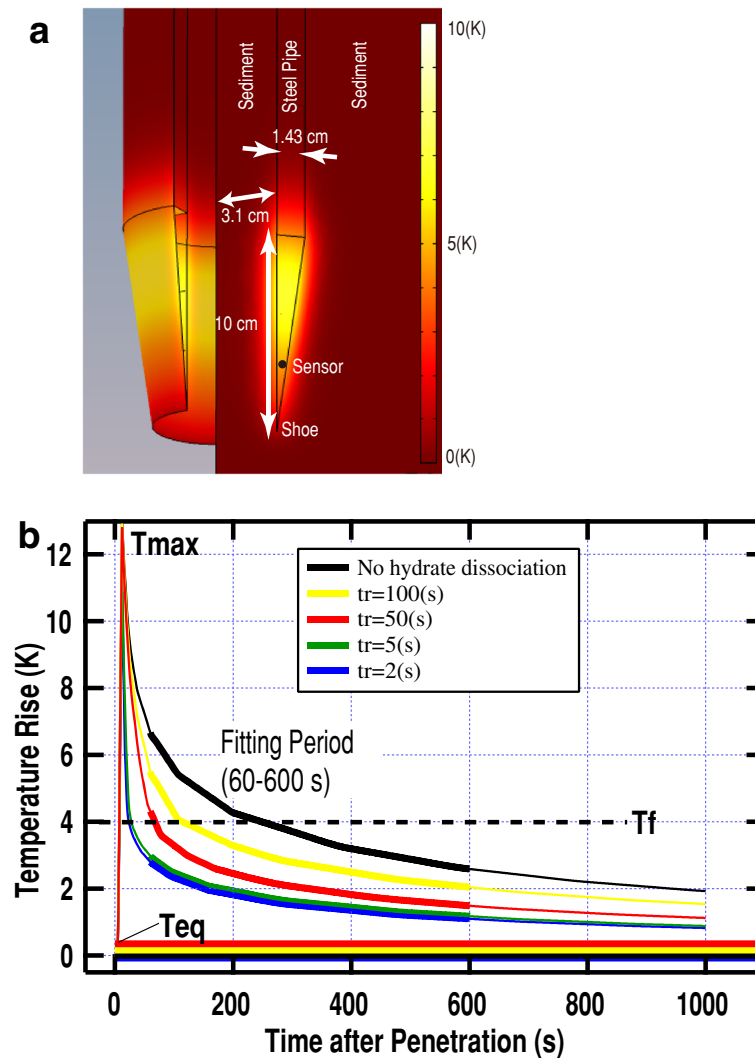 a
Sediment
Steel Pipe
Sediment
10(K)
1.43 cm
3.1 cm
5(K)
10 cm
Sensor
Shoe
0(K)
b
Tmax
No hydrate dissociation
tr=100(s)
tr=50(s)
tr=5(s)
tr=2(s)
Fitting Period
(60-600 s)
Tf
Teq
12
10
8
6
4
2
0
Temperature Rise (K)
0
200
400
600
800
1000
Time after Penetration (s)